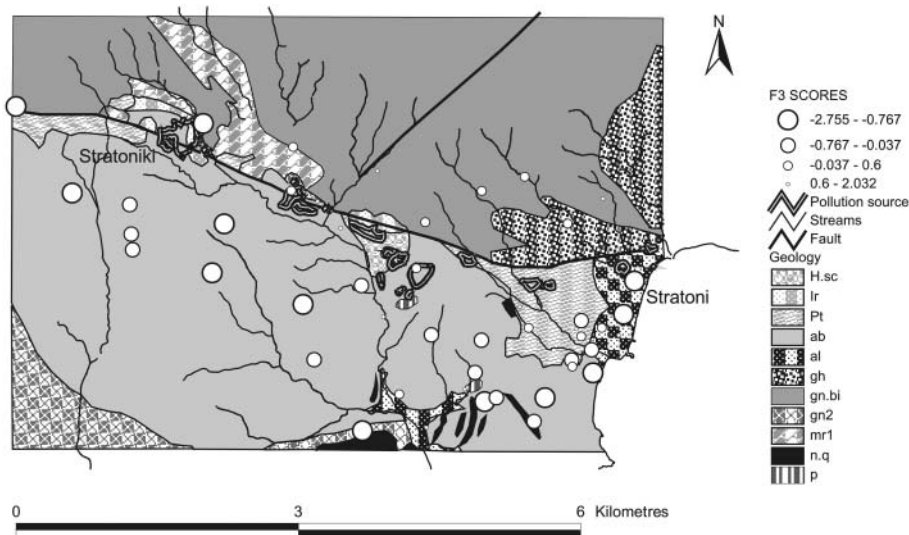 N
F3 SCORES
-2.755 - -0.767
-0.767 - -0.037
-0.037 - 0.6
0.6 - 2.032
Pollution source
Streams
Fault
Geology
H.sc
lr
Pt
ab
al
gh
gn.bi
gn2
mr1
n.q
p
Stratoniki
Stratoni
0 3 6 Kilometres